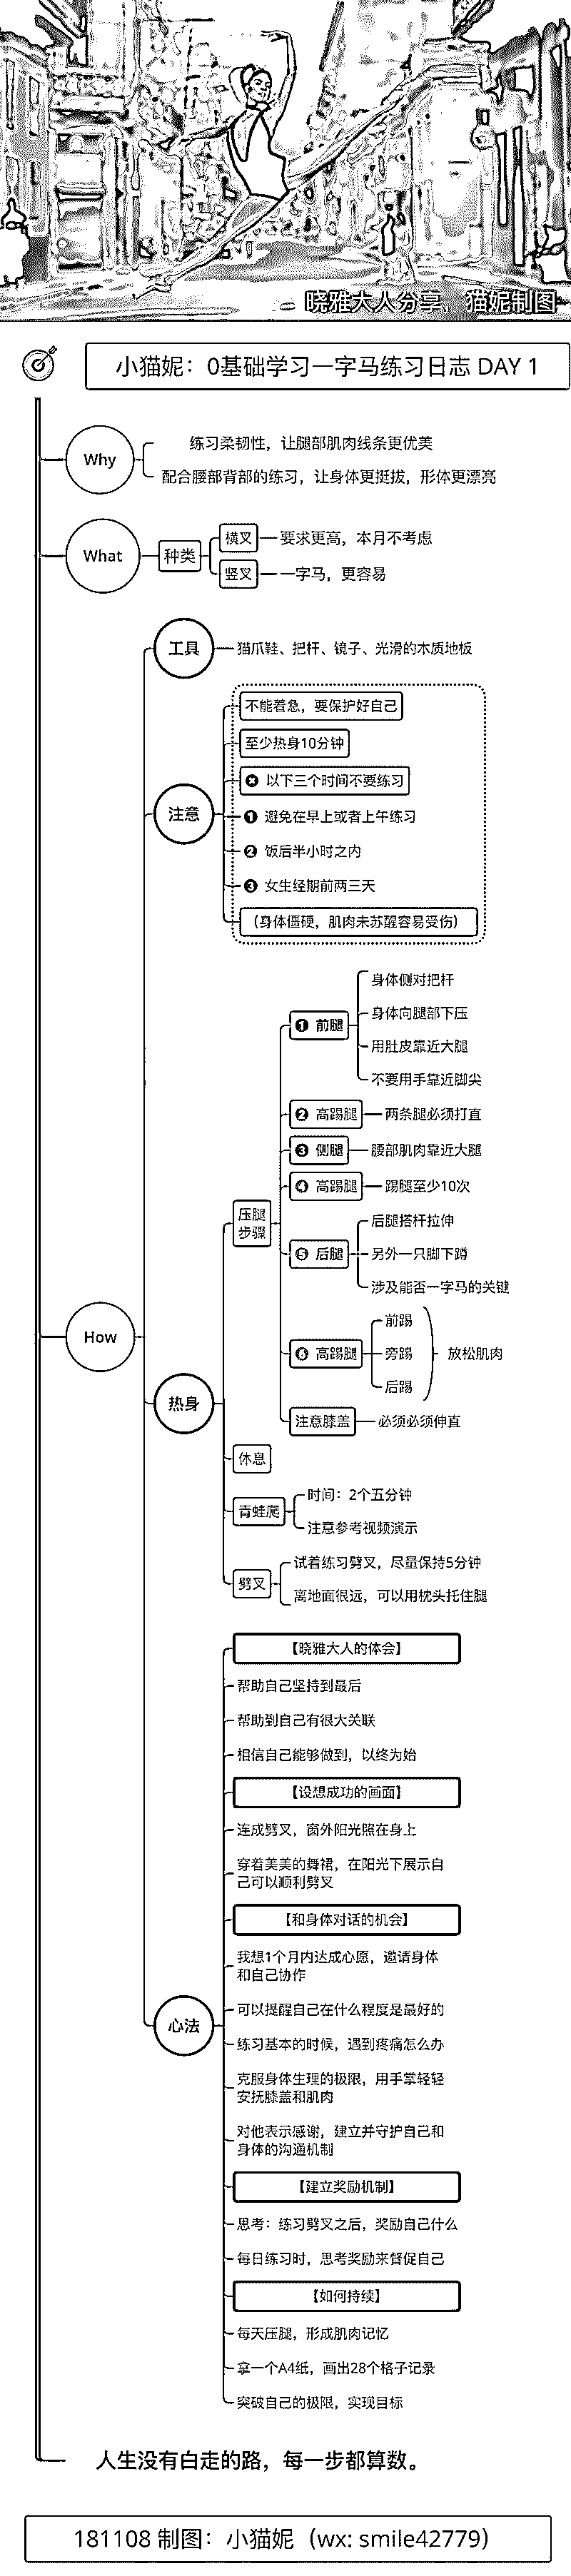 晓雅大人分享，猫妮制图
小猫妮：0基础学习一字马练习日志 DAY 1
Why
练习柔韧性，让腿部肌肉线条更优美
配合腰部背部的练习，让身体更挺拔，形体更漂亮
What
种类
横叉
要求更高，本月不考虑
竖叉
一字马，更容易
How
工具
猫爪鞋、把杆、镜子、光滑的木质地板
注意
不能着急，要保护好自己
至少热身10分钟
以下三个时间不要练习
❶ 避免在早上或者上午练习
❷ 饭后半小时之内
❸ 女生经期前两三天
（身体僵硬，肌肉未苏醒容易受伤）
热身
压腿
步骤
❶ 前腿
身体侧对把杆
身体向腿部下压
用肚皮靠近大腿
不要用手靠近脚尖
❷ 高踢腿
两条腿必须打直
❸ 侧腿
腰部肌肉靠近大腿
❹ 高踢腿
踢腿至少10次
❺ 后腿
后腿搭杆拉伸
另外一只脚下蹲
涉及能否一字马的关键
❻ 高踢腿
前踢
旁踢
后踢
放松肌肉
注意膝盖
必须必须伸直
休息
青蛙爬
时间：2个五分钟
注意参考视频演示
劈叉
试着练习劈叉，尽量保持5分钟
离地面很远，可以用枕头托住腿
心法
【晓雅大人的体会】
帮助自己坚持到最后
帮助到自己有很大关联
相信自己能够做到，以终为始
【设想成功的画面】
连成劈叉，窗外阳光照在身上
穿着美美的舞裙，在阳光下展示自
己可以顺利劈叉
【和身体对话的机会】
我想1个月内达成心愿，邀请身体
和自己协作
可以提醒自己在什么程度是最好的
练习基本的时候，遇到疼痛怎么办
克服身体生理的极限，用手掌轻轻
安抚膝盖和肌肉
对他表示感谢，建立并守护自己和
身体的沟通机制
【建立奖励机制】
思考：练习劈叉之后，奖励自己什么
每日练习时，思考奖励来督促自己
【如何持续】
每天压腿，形成肌肉记忆
拿一个A4纸，画出28个格子记录
突破自己的极限，实现目标
人生没有白走的路，每一步都算数。
181108 制图：小猫妮（wx: smile42779）